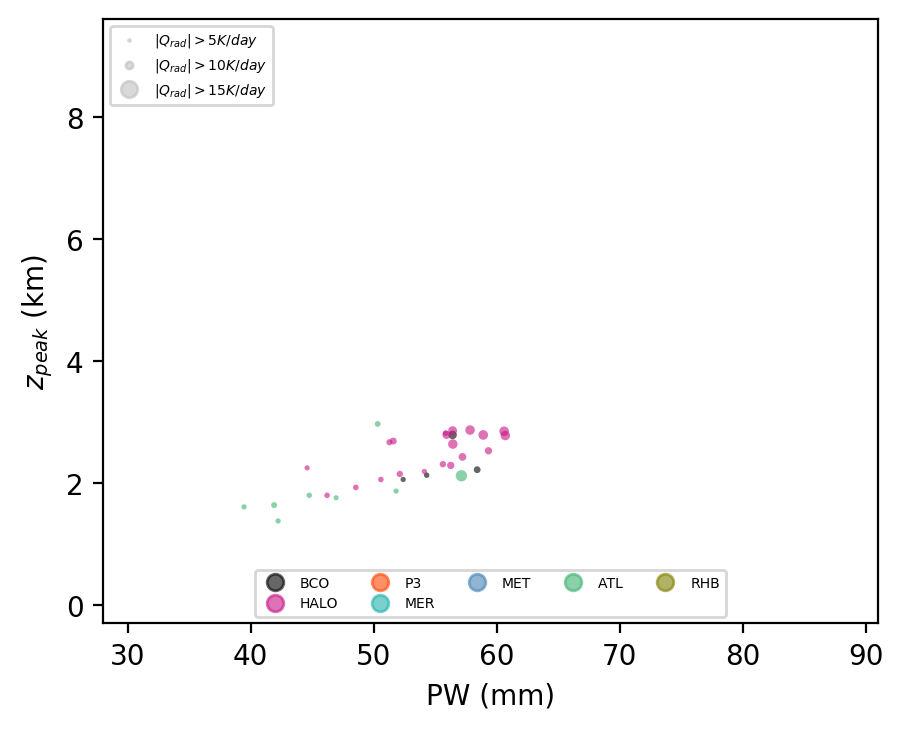 |Q_rad| > 5K/day
|Q_rad| > 10K/day
|Q_rad| > 15K/day
8
6
4
2
0
z_peak (km)
BCO P3 MET ATL RHB
HALO MER
30 40 50 60 70 80 90
PW (mm)